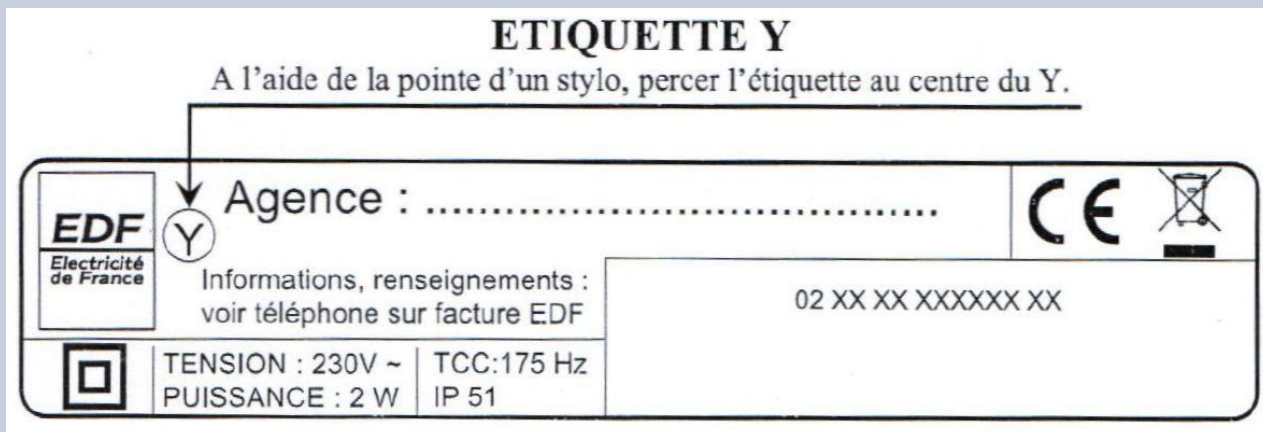 ETIQUETTE Y
A l'aide de la pointe d'un stylo, percer l'étiquette au centre du Y.
EDF
Electricité
de France
Y
Agence : .......................................
CE
Informations, renseignements :
voir téléphone sur facture EDF
02 XX XX XXXXXX XX
TENSION : 230V ~
PUISSANCE : 2 W
TCC:175 Hz
IP 51